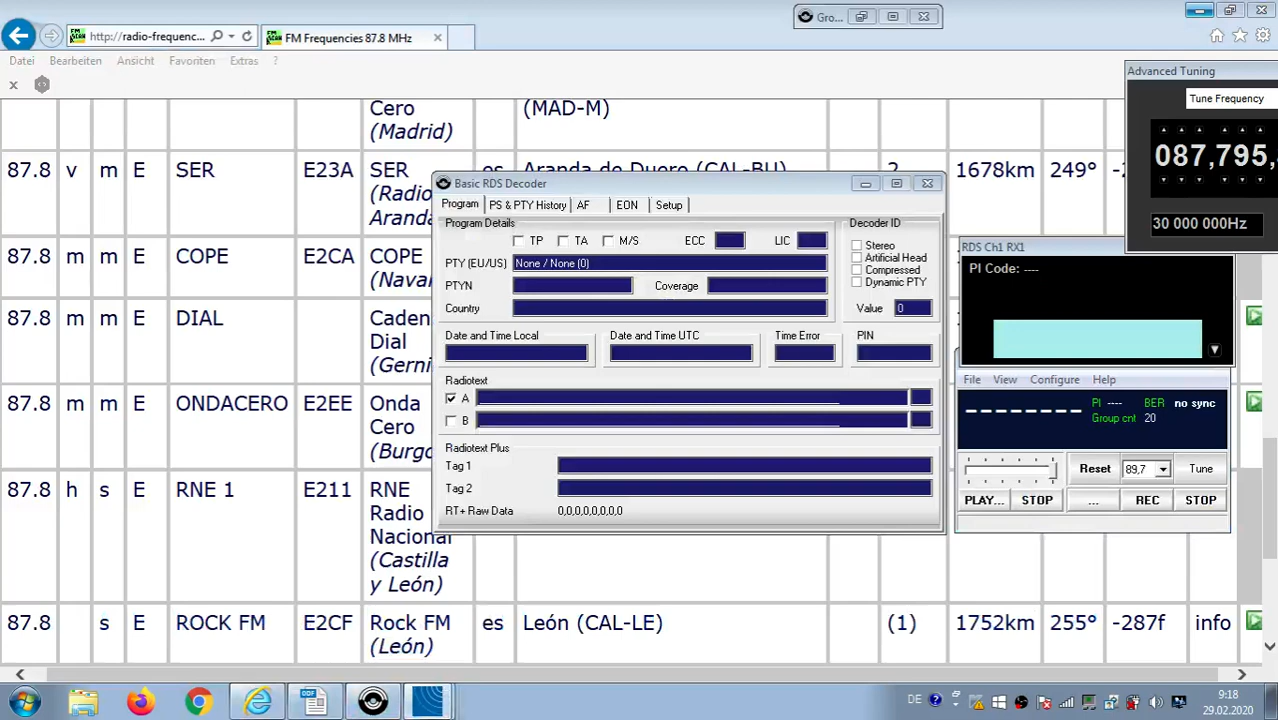 Gro...
http://radio-frequenc...
FM Frequencies 87.8 MHz
Datei Bearbeiten Ansicht Favoriten Extras ?
Advanced Tuning
Tune Frequency
087,795,
30 000 000Hz
Cero
(Madrid)
(MAD-M)
87.8 v m E SER E23A SER
(Radio
Aranda
es Aranda de Duero (CAL-BU) 2 1678km 249° -2
87.8 m m E COPE E2CA COPE
(Navar
87.8 m m E DIAL Cadena
Dial
(Gerni
87.8 m m E ONDACERO E2EE Onda
Cero
(Burgo
87.8 h s E RNE 1 E211 RNE
Radio
Nacional
(Castilla
y León)
87.8 s E ROCK FM E2CF Rock FM
(León)
es León (CAL-LE) (1) 1752km 255° -287f info
Basic RDS Decoder
Program PS & PTY History AF EON Setup
Program Details
TP TA M/S ECC LIC
PTY (EU/US) None / None (0)
PTYN Coverage
Country
Decoder ID
Stereo
Artificial Head
Compressed
Dynamic PTY
Value 0
Date and Time Local Date and Time UTC Time Error PIN
Radiotext
A
B
Radiotext Plus
Tag 1
Tag 2
RT+ Raw Data 0,0,0,0,0,0,0,0
RDS Ch1 RX1
PI Code: ----
File View Configure Help
-------- PI ---- BER no sync
Group cnt 20
Reset 89,7 Tune
PLAY... STOP ... REC STOP
DE
9:18
29.02.2020